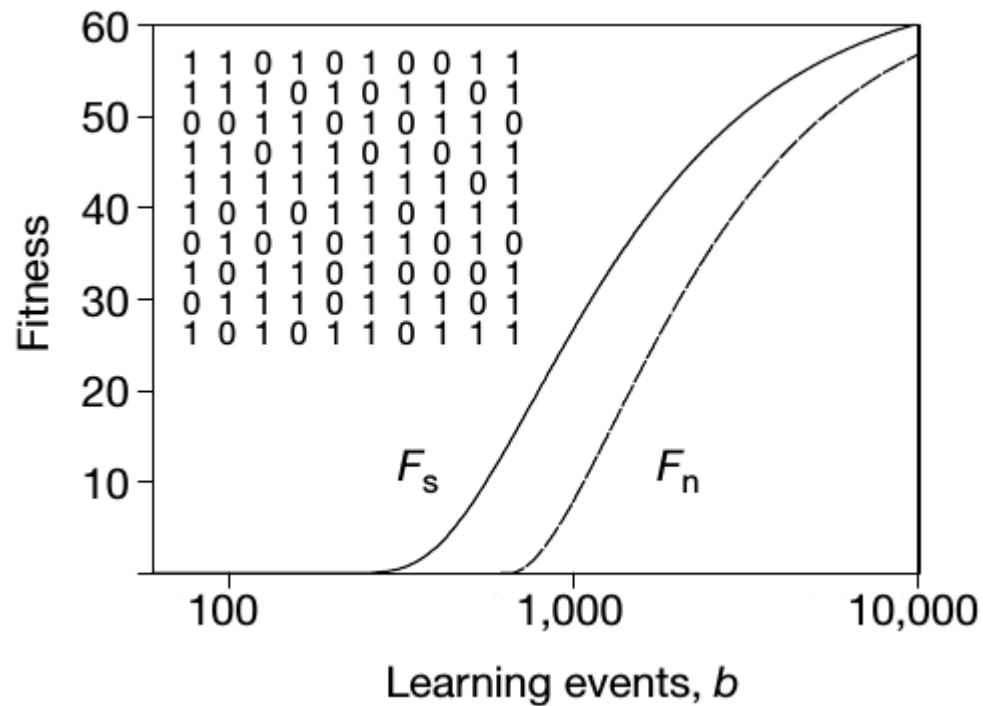 60
1 1 0 1 0 1 0 0 1 1
1 1 1 0 1 0 1 1 0 1
50
0 0 1 1 0 1 0 1 1 0
1 1 0 1 1 0 1 0 1 1
1 1 1 1 1 1 1 1 0 1
40
1 0 1 0 1 1 0 1 1 1
0 1 0 1 0 1 1 0 1 0
1 0 1 1 0 1 0 0 0 1
30
0 1 1 1 0 1 1 1 0 1
1 0 1 0 1 1 0 1 1 1
Fitness
20
10
Fs
Fn
100
1,000
10,000
Learning events, b